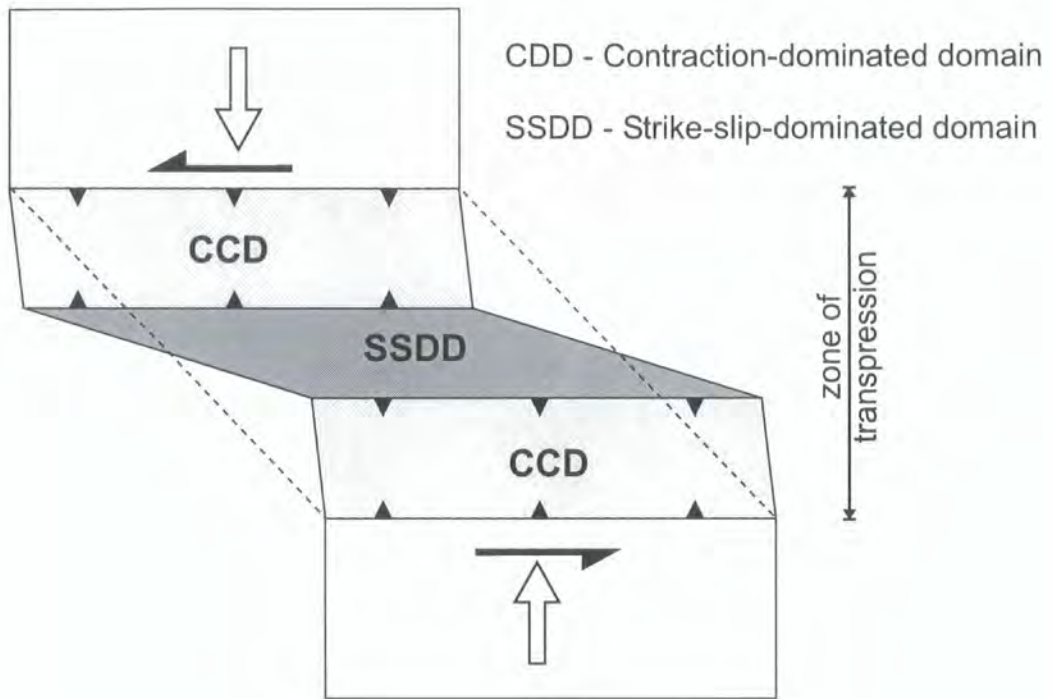 CDD - Contraction-dominated domain
SSDD - Strike-slip-dominated domain
CCD
SSDD
CCD
zone of
transpression